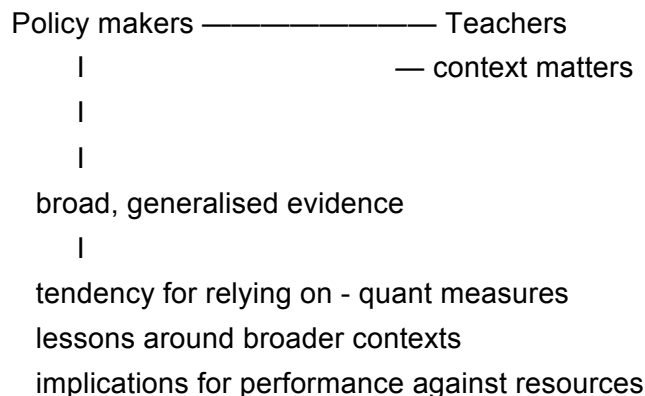 Policy makers ————————— Teachers
I — context matters
I
I
broad, generalised evidence
I
tendency for relying on - quant measures
lessons around broader contexts
implications for performance against resources